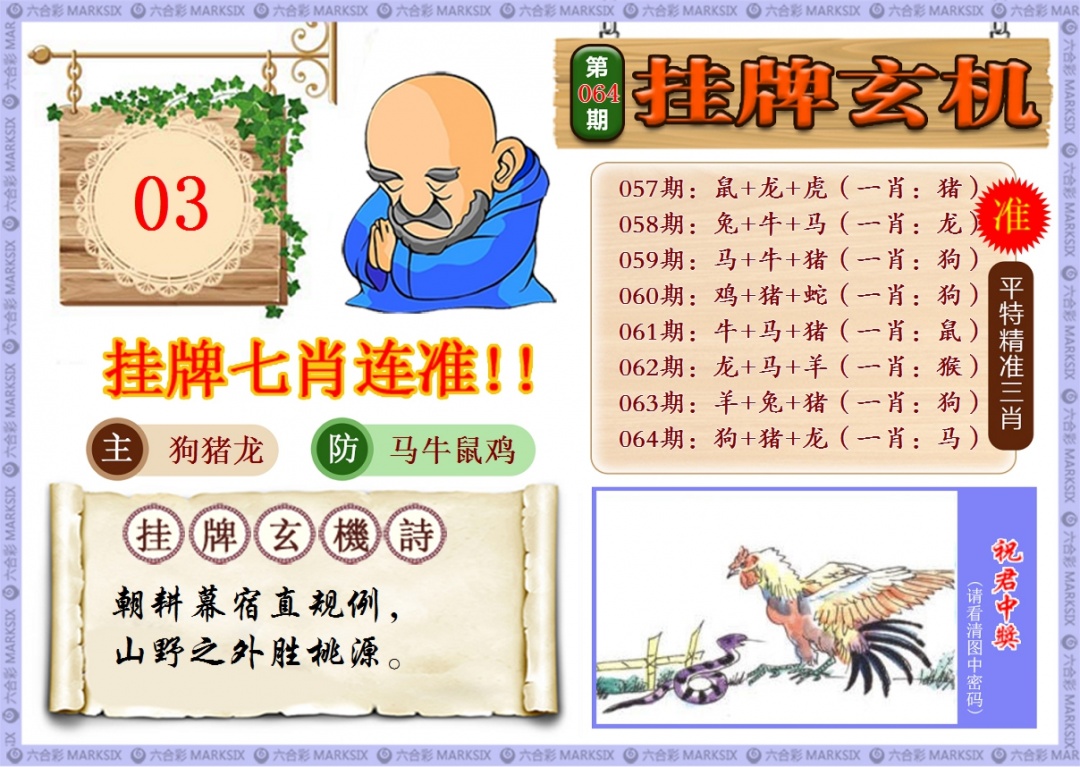 六合彩 MARKSIX
03
第064期
挂牌玄机
挂牌七肖连准!!
主 狗猪龙
防 马牛鼠鸡
挂牌玄機詩
朝耕幕宿直规例，
山野之外胜桃源。
057期：鼠+龙+虎（一肖：猪）
058期：兔+牛+马（一肖：龙）
059期：马+牛+猪（一肖：狗）
060期：鸡+猪+蛇（一肖：狗）
061期：牛+马+猪（一肖：鼠）
062期：龙+马+羊（一肖：猴）
063期：羊+兔+猪（一肖：狗）
064期：狗+猪+龙（一肖：马）
准
平特精准三肖
祝君中奖
（请看清图中密码）